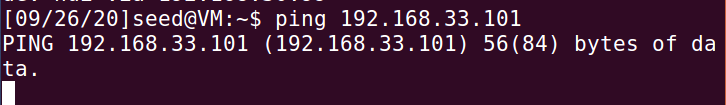 [09/26/20]seed@VM:~$ ping 192.168.33.101
PING 192.168.33.101 (192.168.33.101) 56(84) bytes of da
ta.